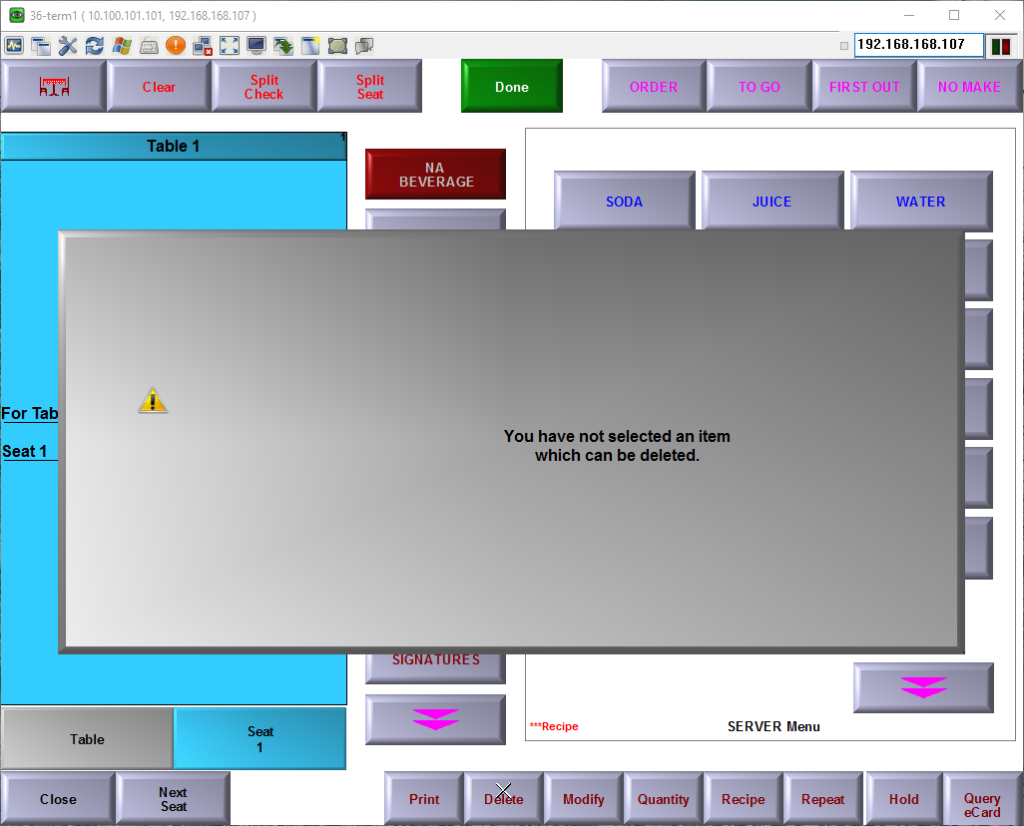 36-term1 ( 10.100.101.101, 192.168.168.107 )
192.168.168.107
Clear
Split
Check
Split
Seat
Done
ORDER
TO GO
FIRST OUT
NO MAKE
Table 1
1
NA
BEVERAGE
SODA
JUICE
WATER
For Tab
Seat 1
You have not selected an item
which can be deleted.
SIGNATURES
***Recipe
SERVER Menu
Table
Seat
1
Close
Next
Seat
Print
Delete
Modify
Quantity
Recipe
Repeat
Hold
Query
eCard